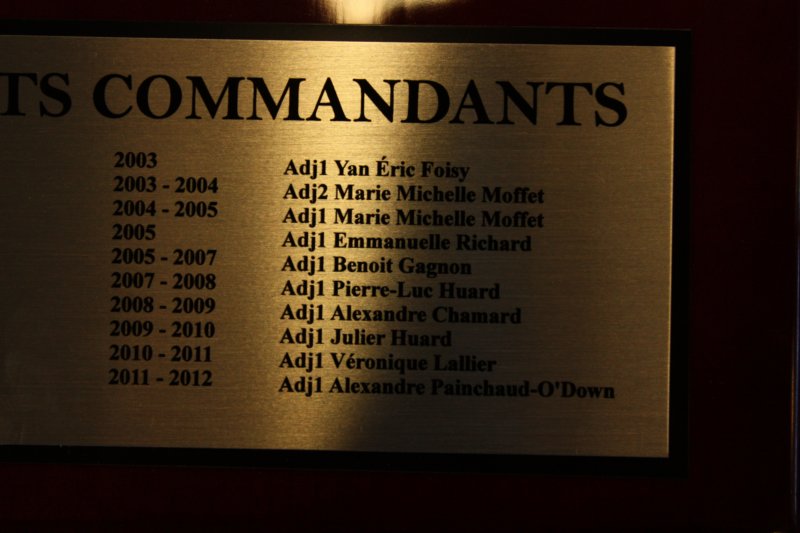 TS COMMANDANTS
2003 Adj1 Yan Éric Foisy
2003 - 2004 Adj2 Marie Michelle Moffet
2004 - 2005 Adj1 Marie Michelle Moffet
2005 Adj1 Emmanuelle Richard
2005 - 2007 Adj1 Benoit Gagnon
2007 - 2008 Adj1 Pierre-Luc Huard
2008 - 2009 Adj1 Alexandre Chamard
2009 - 2010 Adj1 Julier Huard
2010 - 2011 Adj1 Véronique Lallier
2011 - 2012 Adj1 Alexandre Painchaud-O'Down